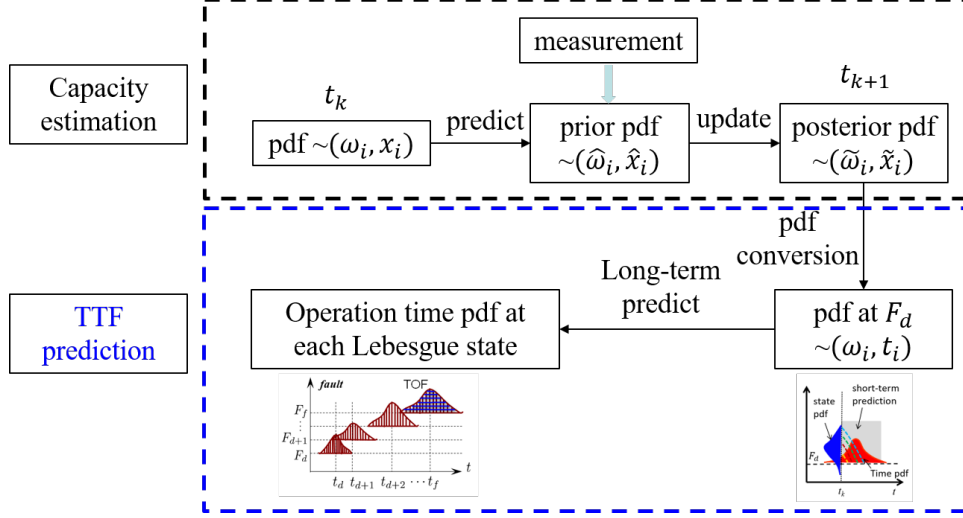 measurement
Capacity
estimation
t_k
t_{k+1}
pdf ~(ω_i, x_i)
predict
prior pdf
~(ω̂_i, x̂_i)
update
posterior pdf
~(ω̃_i, x̃_i)
pdf
conversion
Long-term
predict
TTF
prediction
Operation time pdf at
each Lebesgue state
pdf at F_d
~(ω_i, t_i)
fault
TOF
F_f
⋮
F_{d+1}
F_d
t
t_d t_{d+1} t_{d+2} ⋯ t_f
short-term
prediction
state
pdf
F_d
Time pdf
t_k
t